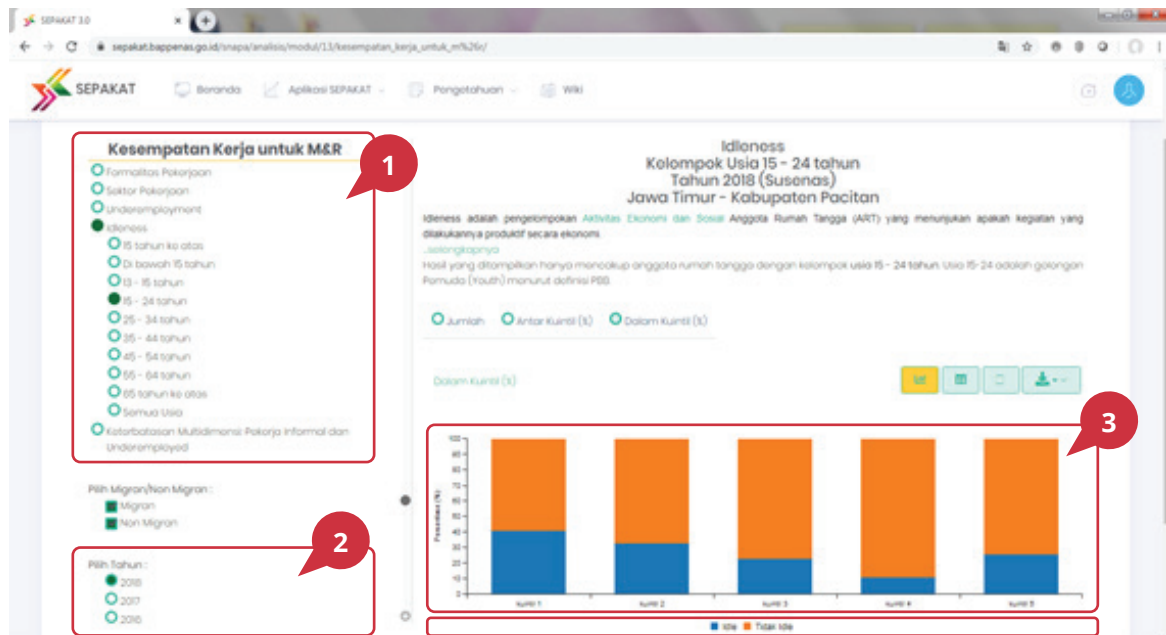 SEPAKAT 3.0
sepakat.bappenas.go.id/snapa/analisis/modul/13/kesempatan_kerja_untuk_m%26r/
SEPAKAT Beranda Aplikasi SEPAKAT Pengetahuan Wiki
Kesempatan Kerja untuk M&R
1
Formalitas Pekerjaan
Sektor Pekerjaan
Underemployment
Idleness
15 tahun ke atas
Di bawah 15 tahun
13 - 15 tahun
15 - 24 tahun
25 - 34 tahun
35 - 44 tahun
45 - 54 tahun
55 - 64 tahun
65 tahun ke atas
Semua Usia
Keterbatasan Multidimensi: Pekerja Informal dan
Underemployed
Pilih Migran/Non Migran :
Migran
Non Migran
2
Pilih Tahun :
2018
2017
2016
Idleness
Kelompok Usia 15 - 24 tahun
Tahun 2018 (Susenas)
Jawa Timur - Kabupaten Pacitan
Idleness adalah pengelompokan Aktivitas Ekonomi dan Sosial Anggota Rumah Tangga (ART) yang menunjukan apakah kegiatan yang
dilakukannya produktif secara ekonomi
...selengkapnya
Hasil yang ditampilkan hanya mencakup anggota rumah tangga dengan kelompok usia 15 - 24 tahun. Usia 15-24 adalah golongan
Pemuda (Youth) menurut definisi PBB.
Jumlah Antar Kuintil (%) Dalam Kuintil (%)
Dalam Kuintil (%)
3
Persentase (%)
100
90
80
70
60
50
40
30
20
10
0
Kuintil 1 Kuintil 2 Kuintil 3 Kuintil 4 Kuintil 5
Idle Tidak Idle